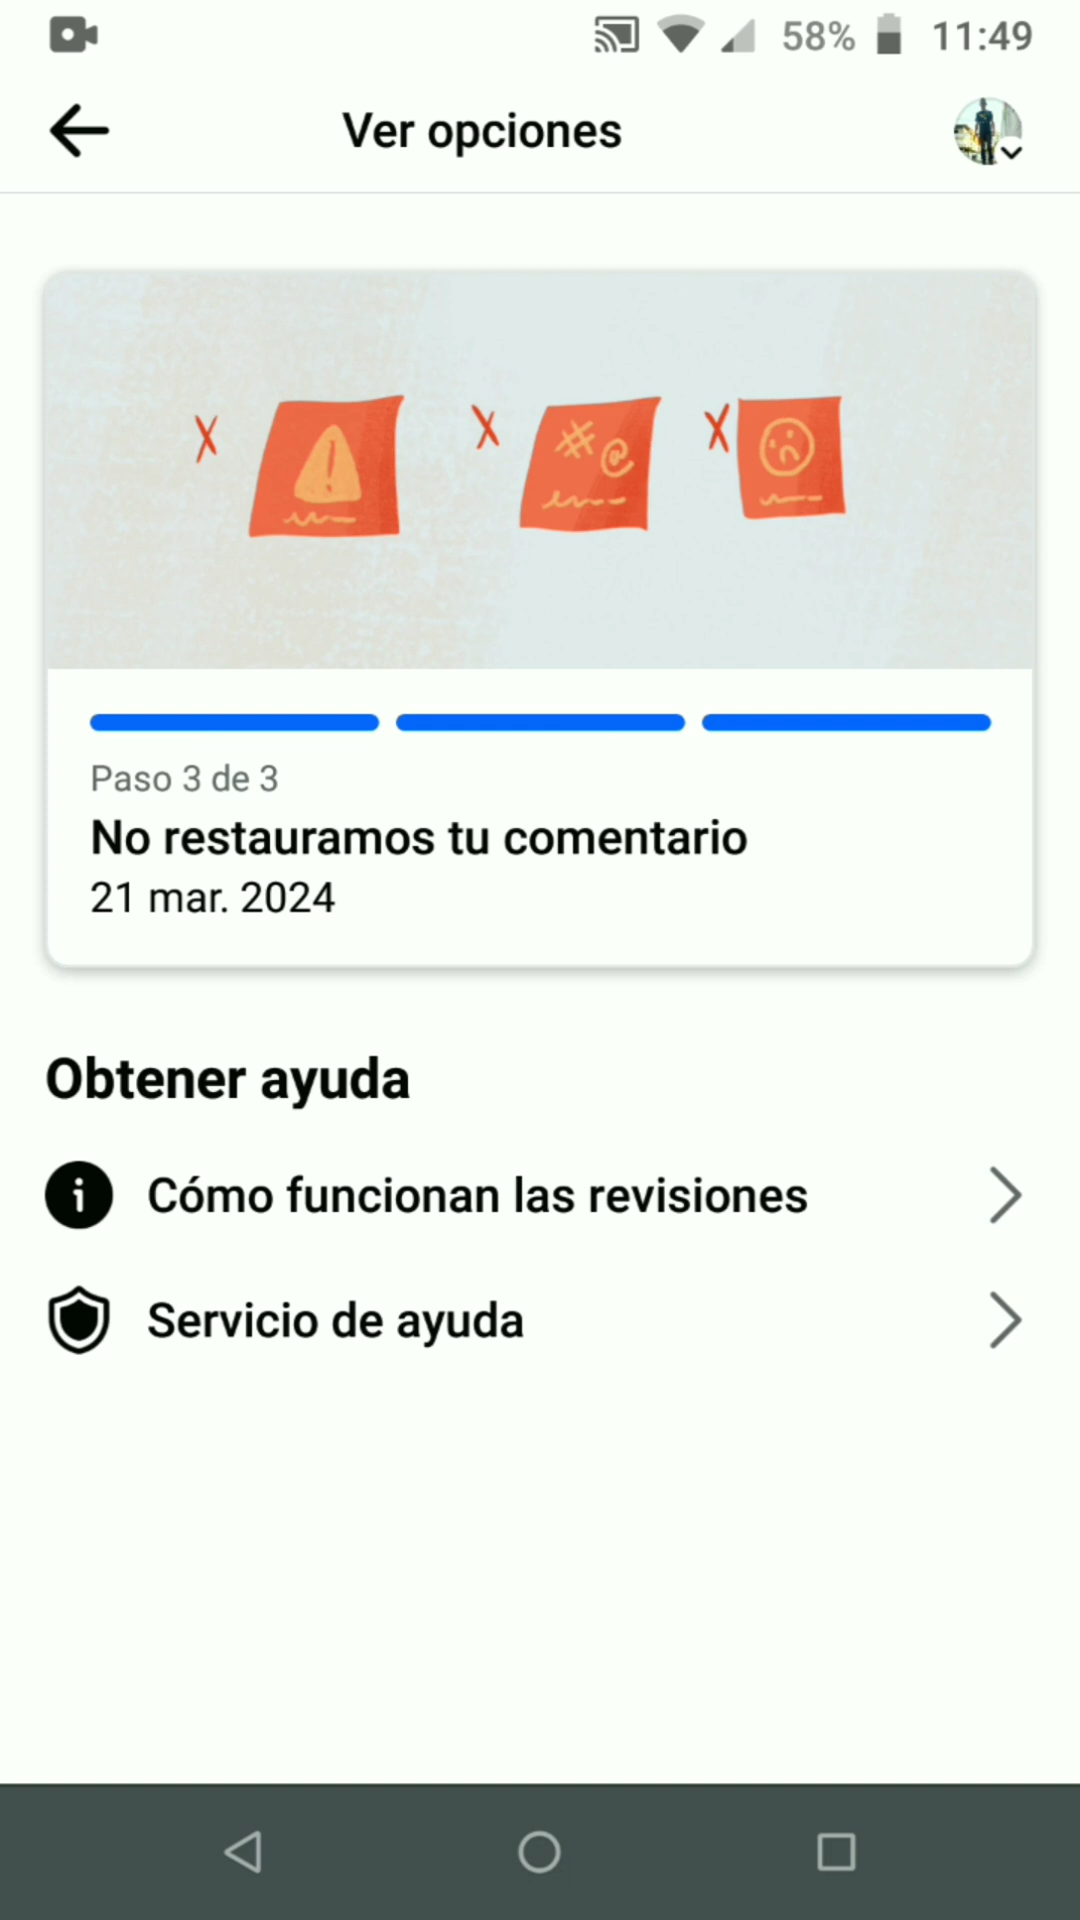 58% 11:49
Ver opciones
Paso 3 de 3
No restauramos tu comentario
21 mar. 2024
Obtener ayuda
Cómo funcionan las revisiones
Servicio de ayuda